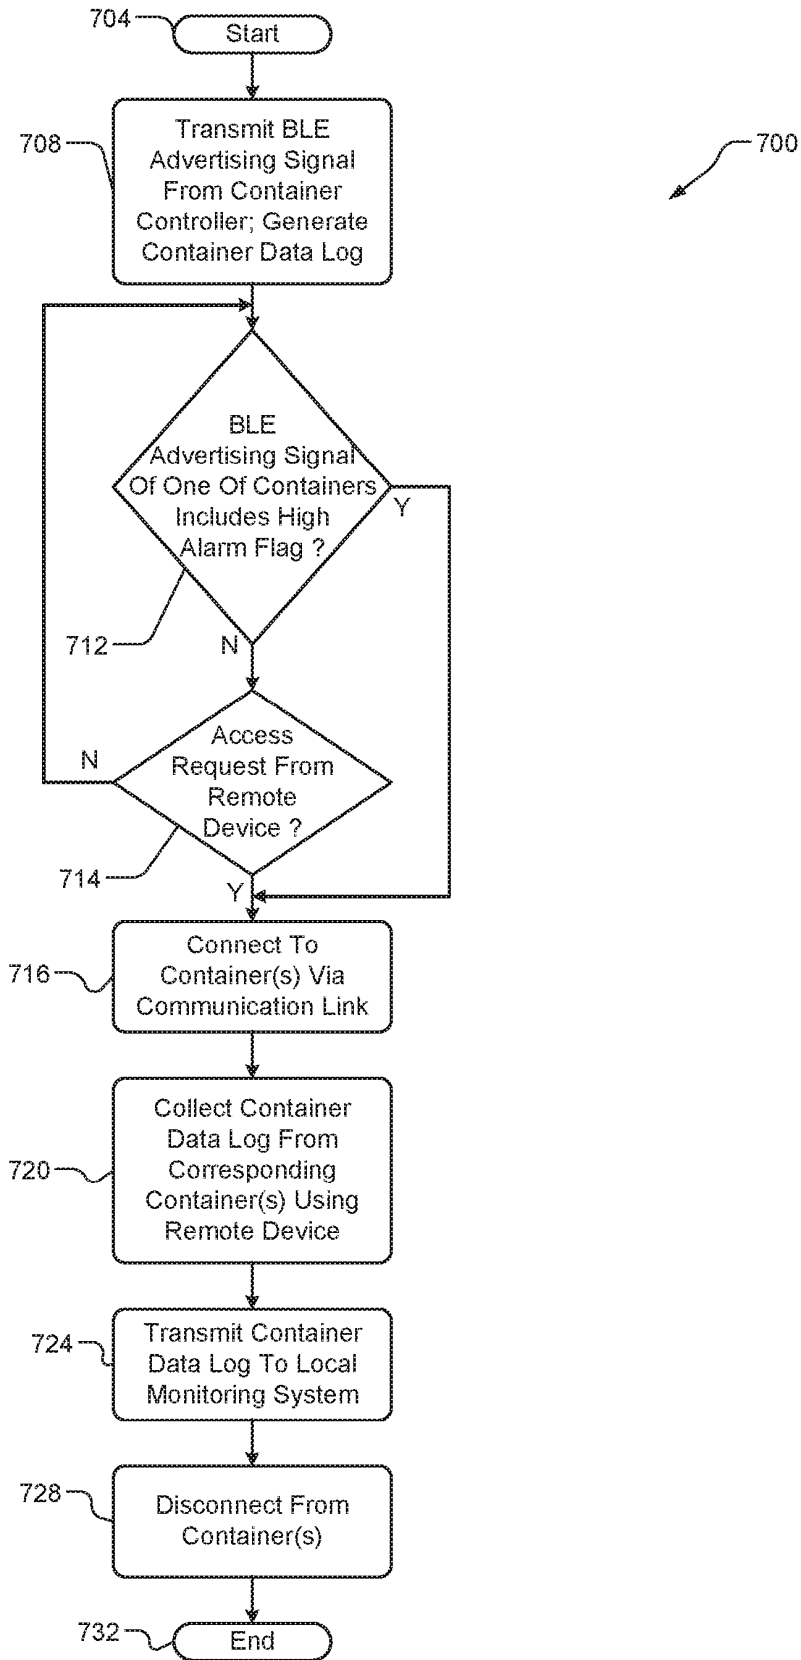 704
Start
708
Transmit BLE
Advertising Signal
From Container
Controller; Generate
Container Data Log
700
BLE
Advertising Signal
Of One Of Containers
Includes High
Alarm Flag ?
Y
712
N
Access
Request From
Remote
Device ?
N
714
Y
716
Connect To
Container(s) Via
Communication Link
720
Collect Container
Data Log From
Corresponding
Container(s) Using
Remote Device
724
Transmit Container
Data Log To Local
Monitoring System
728
Disconnect From
Container(s)
732
End